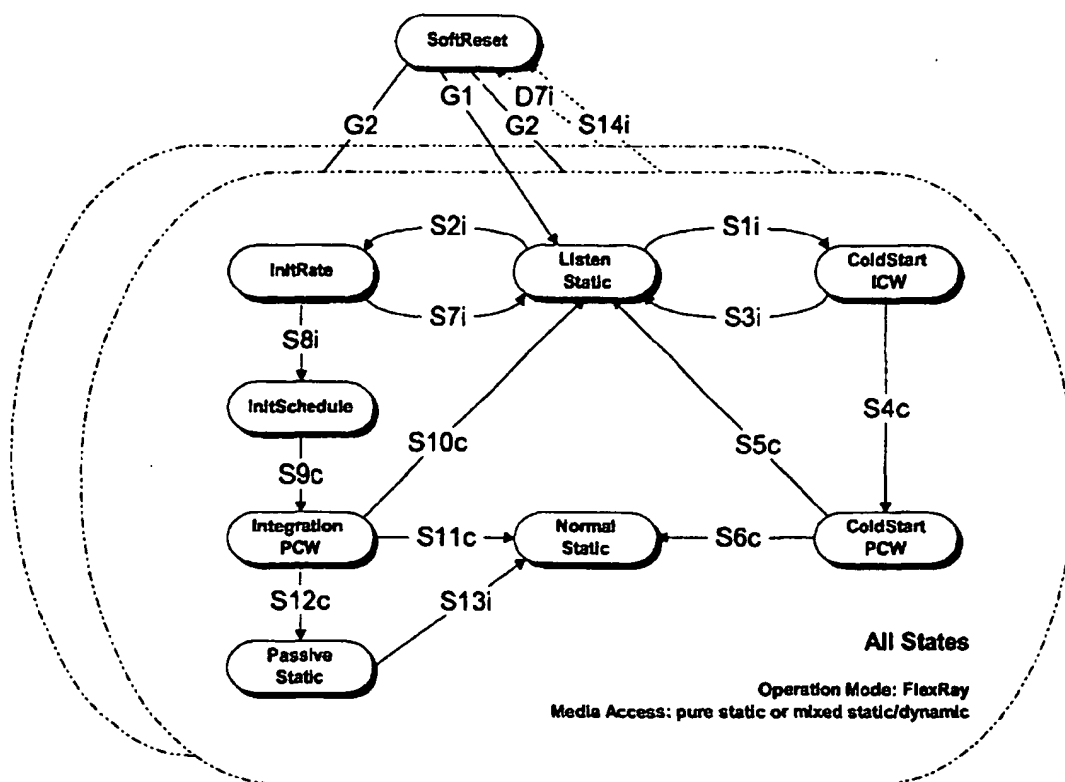 SoftReset
G1
D7i
G2
G2
S14i
S2i
S1i
InitRate
Listen
Static
ColdStart
ICW
S7i
S3i
S8i
InitSchedule
S4c
S10c
S5c
S9c
Integration
PCW
S11c
Normal
Static
S6c
ColdStart
PCW
S12c
S13i
Passive
Static
All States
Operation Mode: FlexRay
Media Access: pure static or mixed static/dynamic